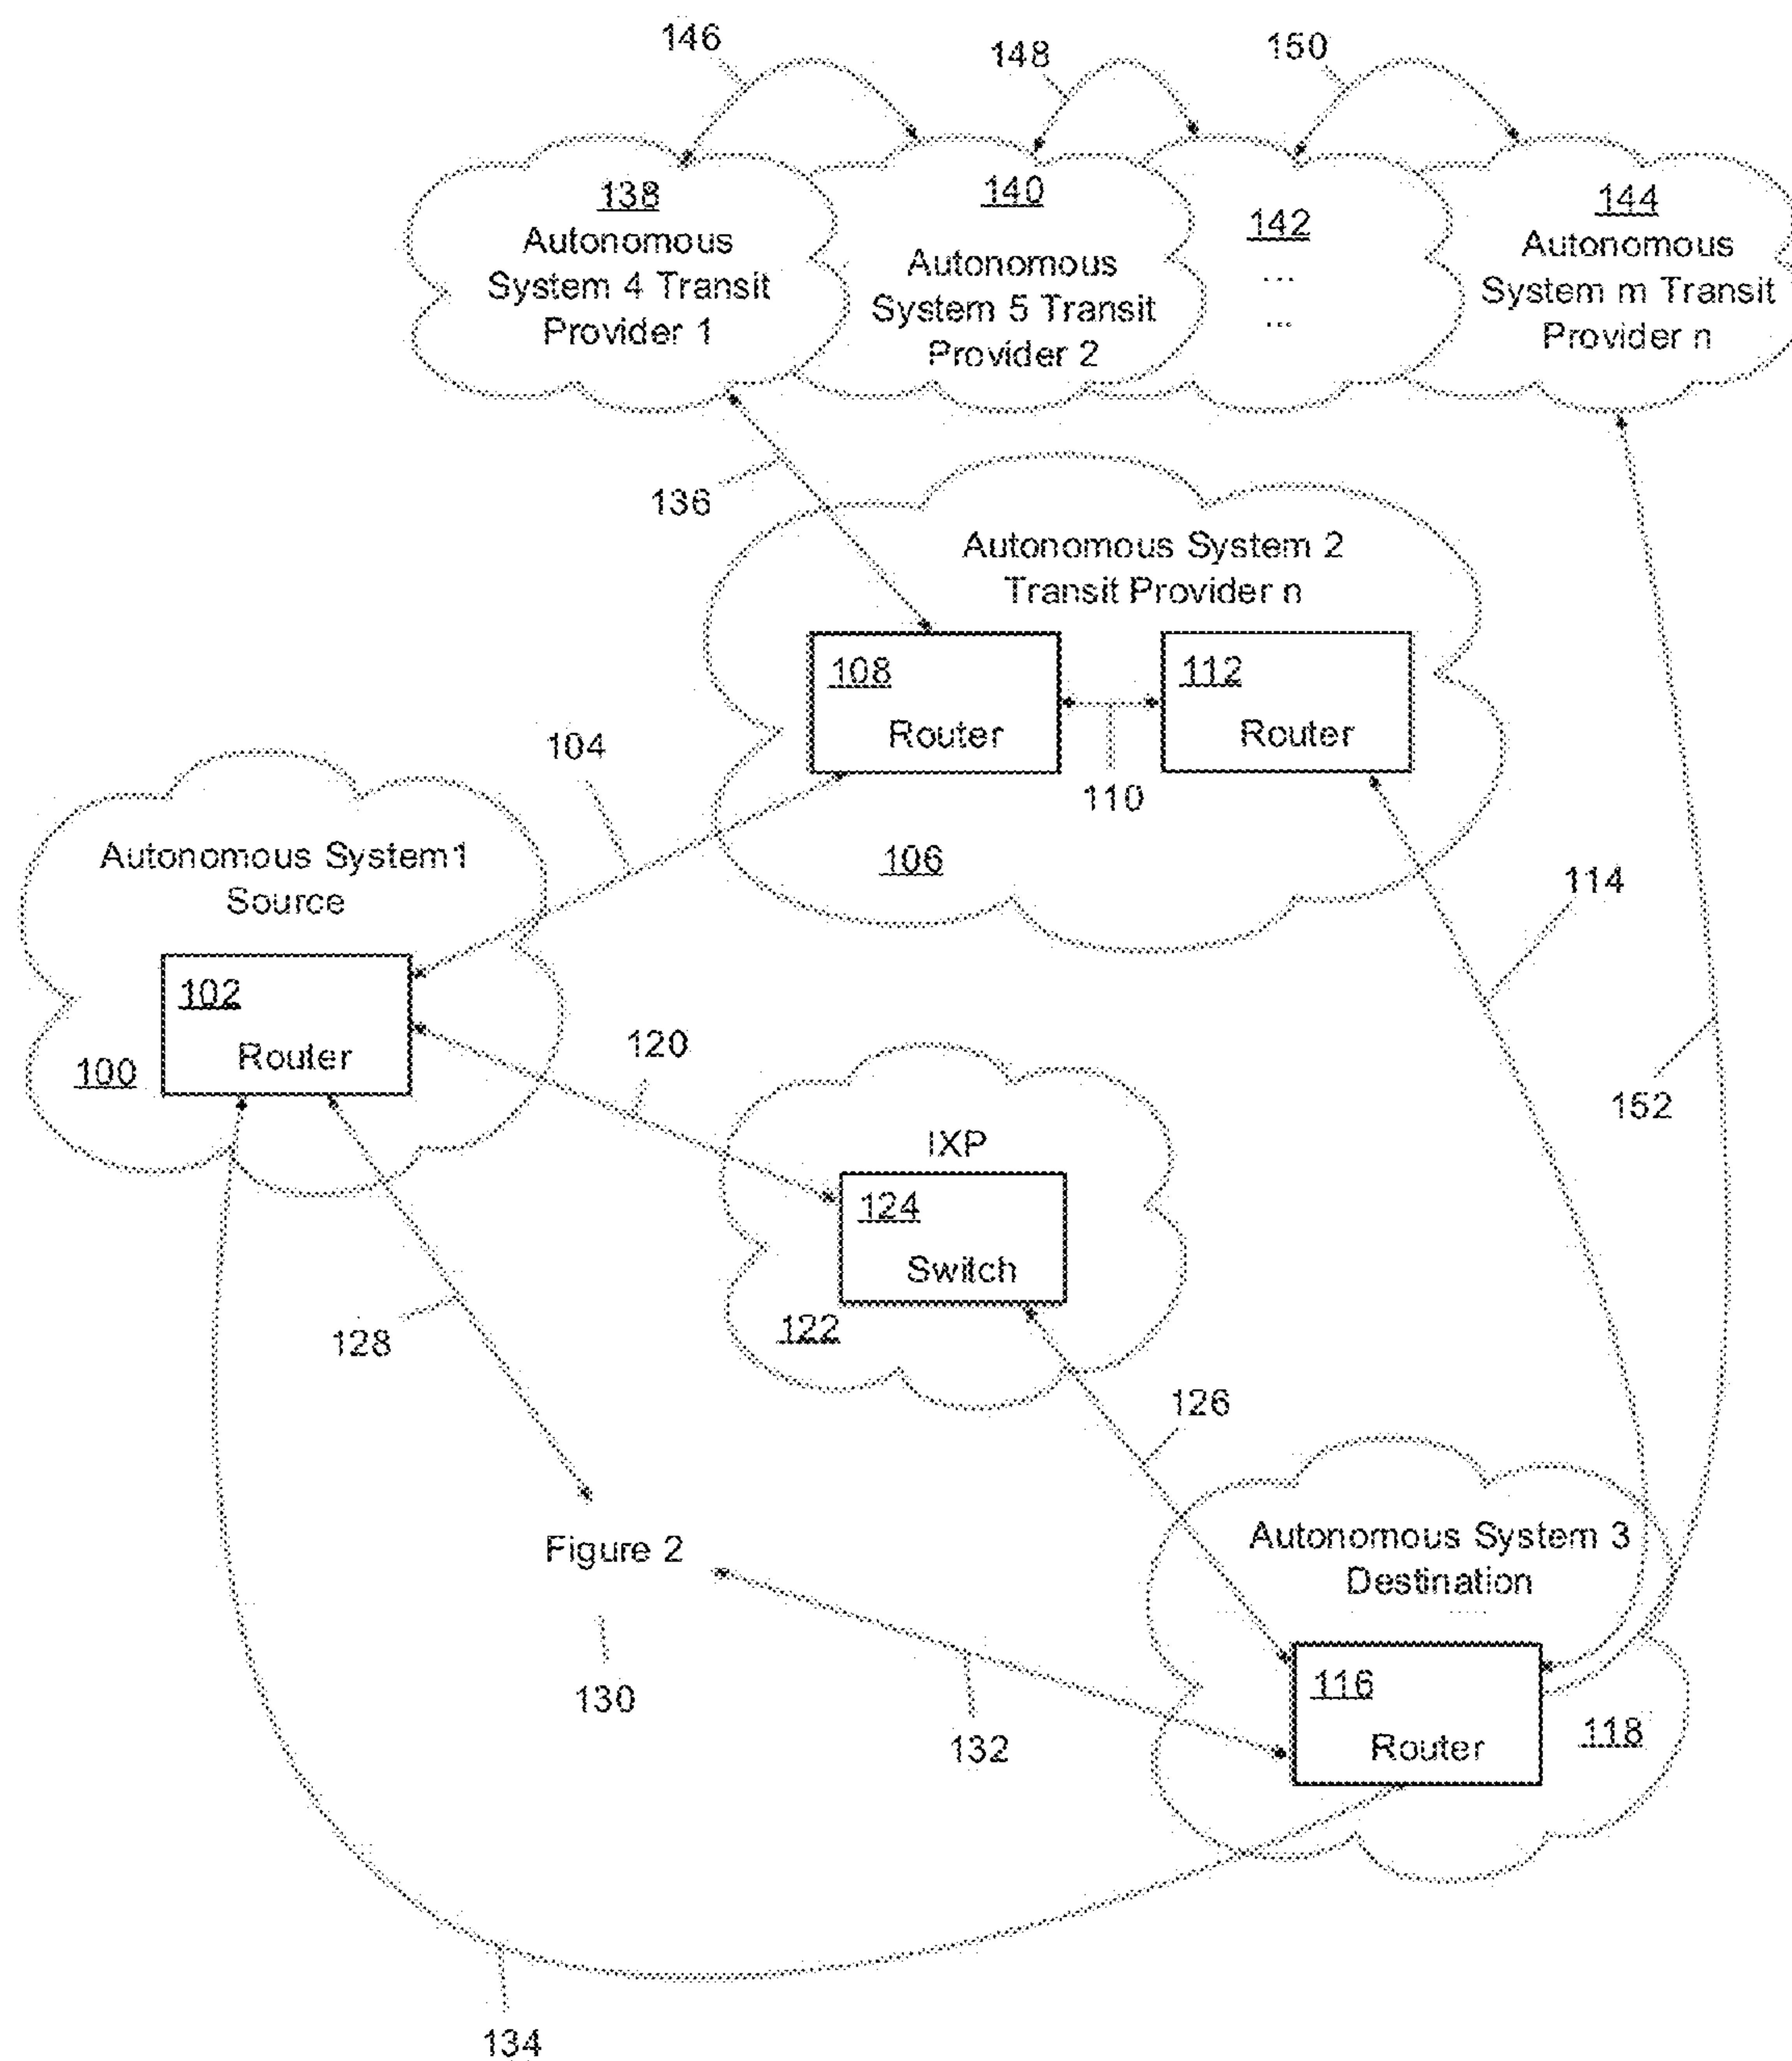 146
148
150
138
Autonomous
System 4 Transit
Provider 1
140
Autonomous
System 5 Transit
Provider 2
142
...
...
144
Autonomous
System m Transit
Provider n
136
Autonomous System 2
Transit Provider n
108
Router
112
Router
110
106
104
114
152
Autonomous System1
Source
102
Router
100
120
IXP
124
Switch
122
128
126
Figure 2
130
132
Autonomous System 3
Destination
116
Router
118
134